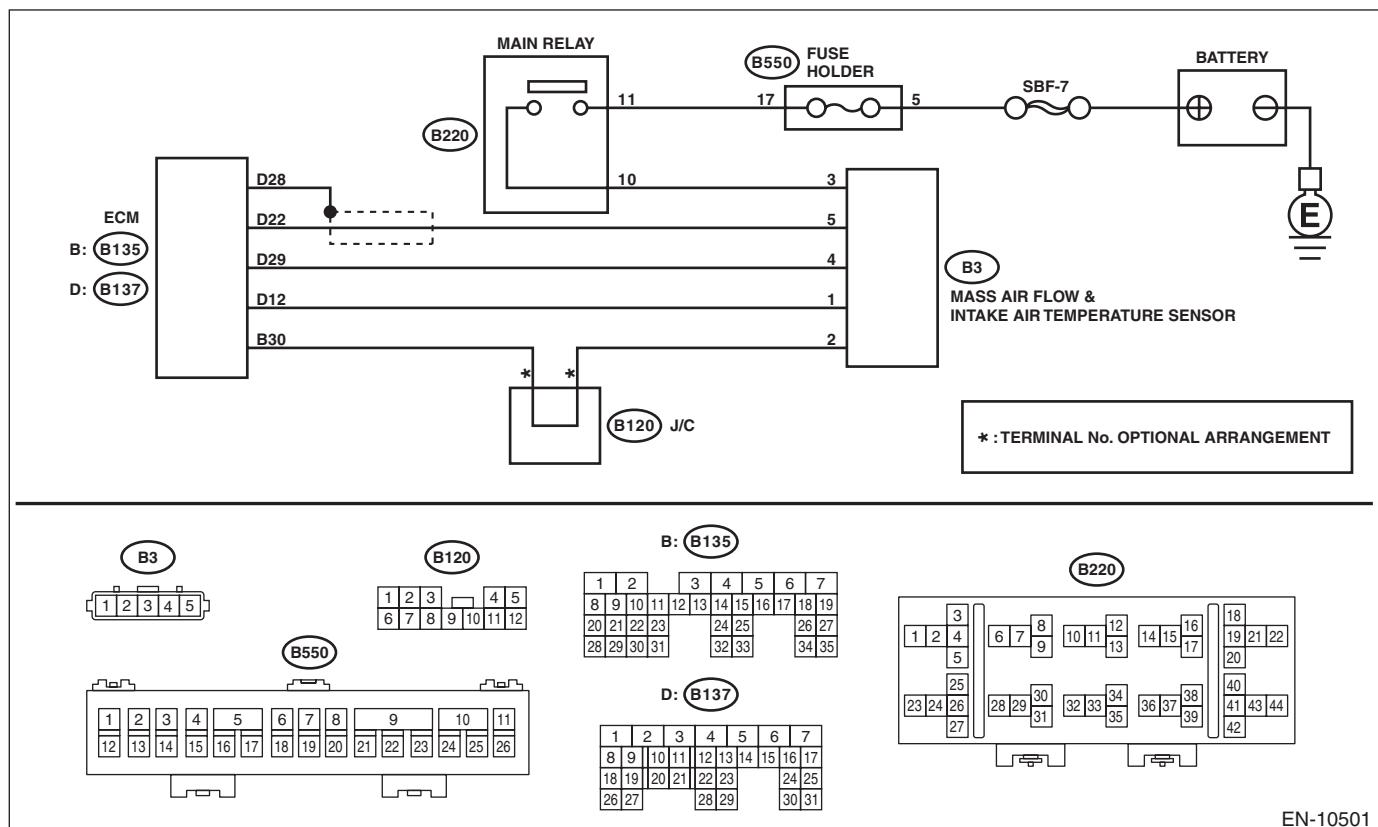 MAIN RELAY
B550
FUSE
HOLDER
SBF-7
BATTERY
11
17
5
B220
10
3
E
ECM
B: B135
D: B137
D28
D22
5
D29
4
B3
D12
1
MASS AIR FLOW &
INTAKE AIR TEMPERATURE SENSOR
B30
2
* *
B120 J/C
* : TERMINAL No. OPTIONAL ARRANGEMENT
B3
1 2 3 4 5
B120
1 2 3 4 5
6 7 8 9 10 11 12
B: B135
1 2 3 4 5 6 7
8 9 10 11 12 13 14 15 16 17 18 19
20 21 22 23 24 25 26 27
28 29 30 31 32 33 34 35
B220
3 8 12 16 18
1 2 4 6 7 9 10 11 13 14 15 17 19 21 22
5 20
25 30 34 38 40
23 24 26 28 29 31 32 33 35 36 37 39 41 43 44
27 42
B550
1 2 3 4 5 6 7 8 9 10 11
12 13 14 15 16 17 18 19 20 21 22 23 24 25 26
D: B137
1 2 3 4 5 6 7
8 9 10 11 12 13 14 15 16 17
18 19 20 21 22 23 24 25
26 27 28 29 30 31
EN-10501